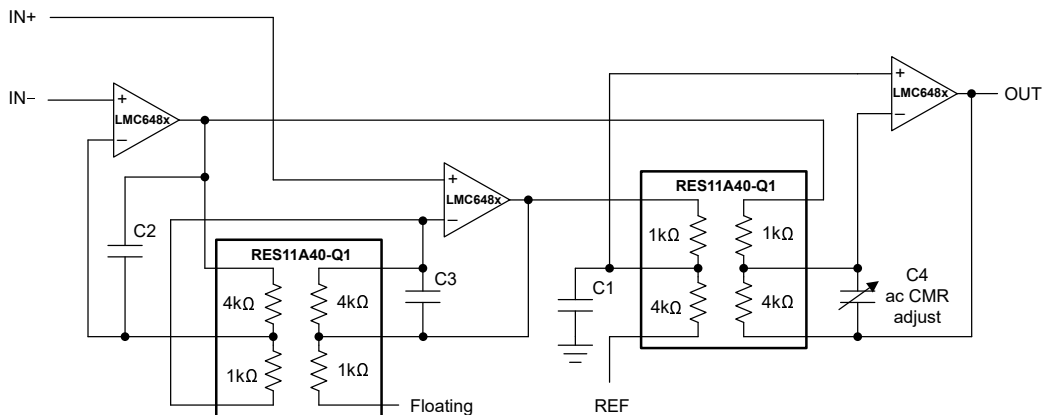 IN+
IN−
+
LMC648x
−
C2
RES11A40-Q1
4kΩ
4kΩ
1kΩ
1kΩ
C3
Floating
+
LMC648x
−
RES11A40-Q1
1kΩ
1kΩ
4kΩ
4kΩ
C1
REF
C4
ac CMR
adjust
+
LMC648x
−
OUT